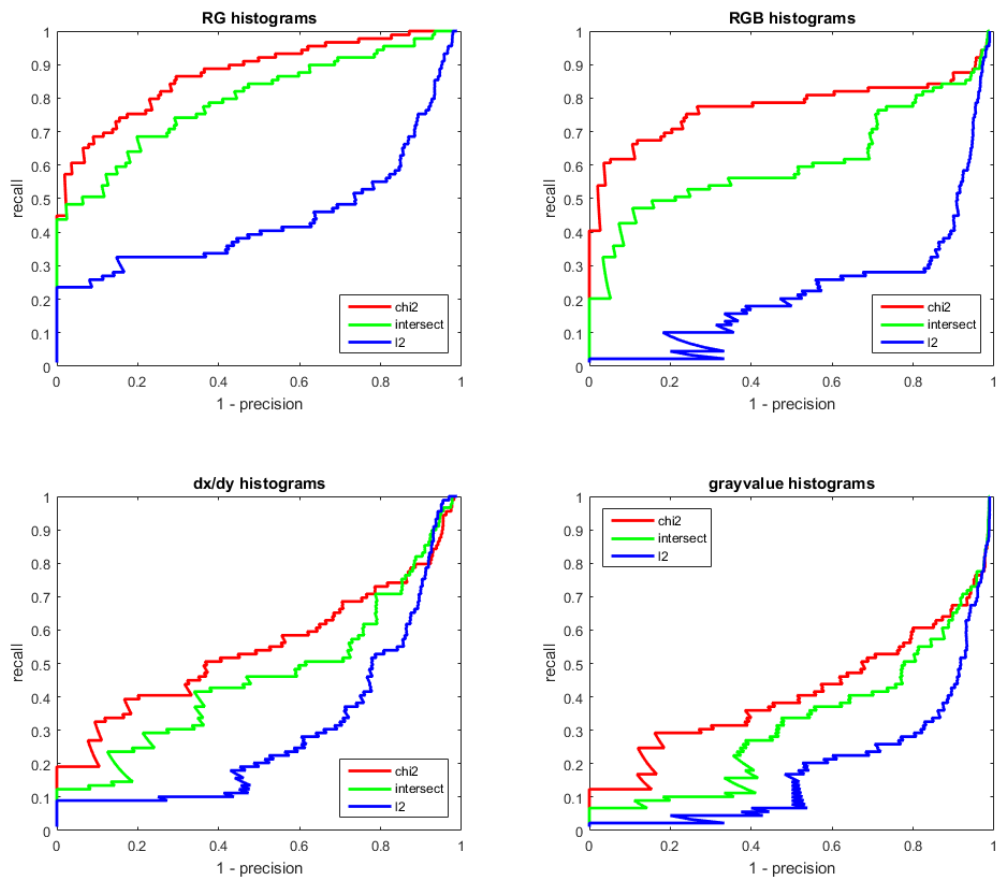 RG histograms
1
0.9
0.8
0.7
0.6
0.5
0.4
0.3
0.2
0.1
0
recall
chi2
intersect
l2
0 0.2 0.4 0.6 0.8 1
1 - precision
RGB histograms
1
0.9
0.8
0.7
0.6
0.5
0.4
0.3
0.2
0.1
0
recall
chi2
intersect
l2
0 0.2 0.4 0.6 0.8 1
1 - precision
dx/dy histograms
1
0.9
0.8
0.7
0.6
0.5
0.4
0.3
0.2
0.1
0
recall
chi2
intersect
l2
0 0.2 0.4 0.6 0.8 1
1 - precision
grayvalue histograms
1
0.9
0.8
0.7
0.6
0.5
0.4
0.3
0.2
0.1
0
recall
chi2
intersect
l2
0 0.2 0.4 0.6 0.8 1
1 - precision